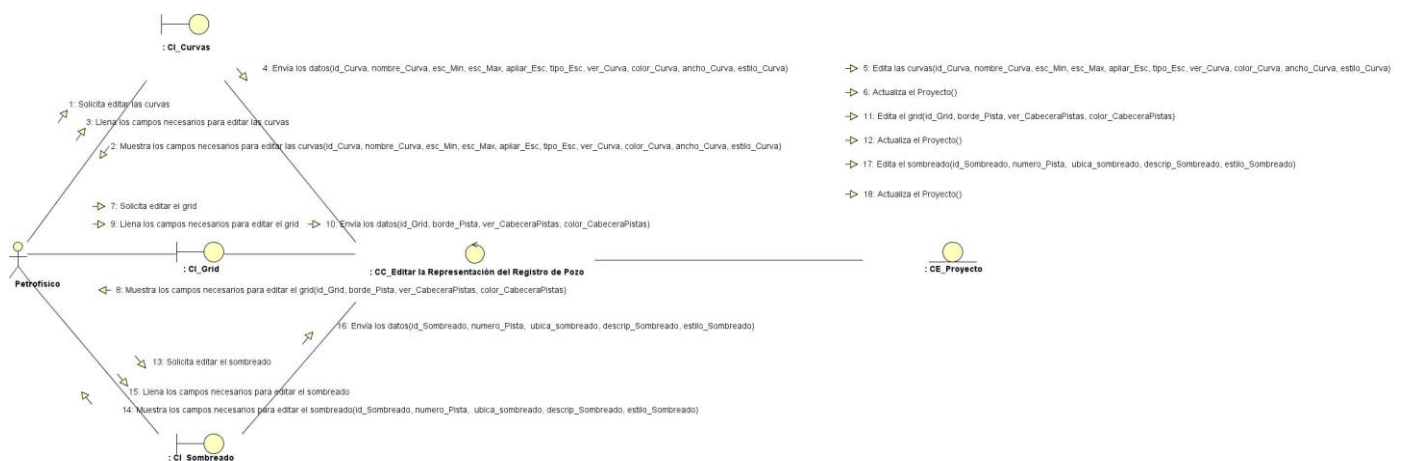 : CI_Curvas
4: Envía los datos(id_Curva, nombre_Curva, esc_Min, esc_Max, apliar_Esc, tipo_Esc, ver_Curva, color_Curva, ancho_Curva, estilo_Curva)
5: Edita las curvas(id_Curva, nombre_Curva, esc_Min, esc_Max, apliar_Esc, tipo_Esc, ver_Curva, color_Curva, ancho_Curva, estilo_Curva)
6: Actualiza el Proyecto()
1: Solicita editar las curvas
3: Llena los campos necesarios para editar las curvas
11: Edita el grid(id_Grid, borde_Pista, ver_CabeceraPistas, color_CabeceraPistas)
12: Actualiza el Proyecto()
2: Muestra los campos necesarios para editar las curvas(id_Curva, nombre_Curva, esc_Min, esc_Max, apliar_Esc, tipo_Esc, ver_Curva, color_Curva, ancho_Curva, estilo_Curva)
17: Edita el sombreado(id_Sombreado, numero_Pista, ubica_sombreado, descrip_Sombreado, estilo_Sombreado)
18: Actualiza el Proyecto()
7: Solicita editar el grid
9: Llena los campos necesarios para editar el grid
10: Envía los datos(id_Grid, borde_Pista, ver_CabeceraPistas, color_CabeceraPistas)
Petrofísico
: CI_Grid
: CC_Editar la Representación del Registro de Pozo
: CE_Proyecto
8: Muestra los campos necesarios para editar el grid(id_Grid, borde_Pista, ver_CabeceraPistas, color_CabeceraPistas)
16: Envía los datos(id_Sombreado, numero_Pista, ubica_sombreado, descrip_Sombreado, estilo_Sombreado)
13: Solicita editar el sombreado
15: Llena los campos necesarios para editar el sombreado
14: Muestra los campos necesarios para editar el sombreado(id_Sombreado, numero_Pista, ubica_sombreado, descrip_Sombreado, estilo_Sombreado)
: CI_Sombreado